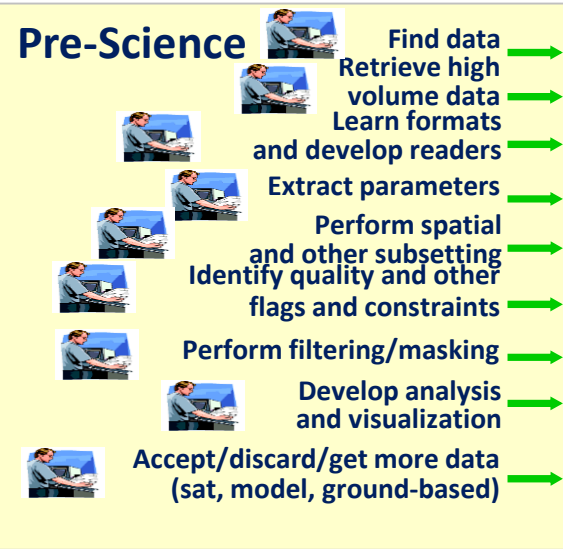 Pre-Science
Find data
Retrieve high
volume data
Learn formats
and develop readers
Extract parameters
Perform spatial
and other subsetting
Identify quality and other
flags and constraints
Perform filtering/masking
Develop analysis
and visualization
Accept/discard/get more data
(sat, model, ground-based)